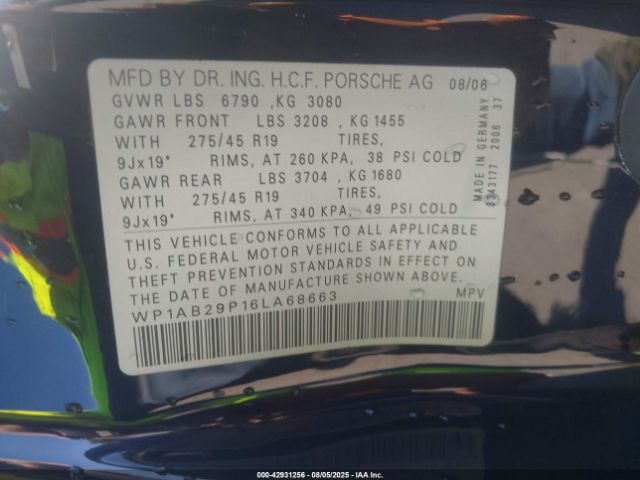 MFD BY DR. ING. H.C.F. PORSCHE AG 08/06
GVWR LBS 6790 , KG 3080
GAWR FRONT LBS 3208 , KG 1455
WITH 275/45 R19 TIRES,
9Jx19" RIMS, AT 260 KPA, 38 PSI COLD
GAWR REAR LBS 3704 , KG 1680
WITH 275/45 R19 TIRES,
9Jx19" RIMS, AT 340 KPA, 49 PSI COLD
THIS VEHICLE CONFORMS TO ALL APPLICABLE
U.S. FEDERAL MOTOR VEHICLE SAFETY AND
THEFT PREVENTION STANDARDS IN EFFECT ON
THE DATE OF MANUFACTURE SHOWN ABOVE.
WP1AB29P16LA68663 MPV
MADE IN GERMANY
0343177 2006 37
000-42931256 - 08/05/2025 - IAA Inc.